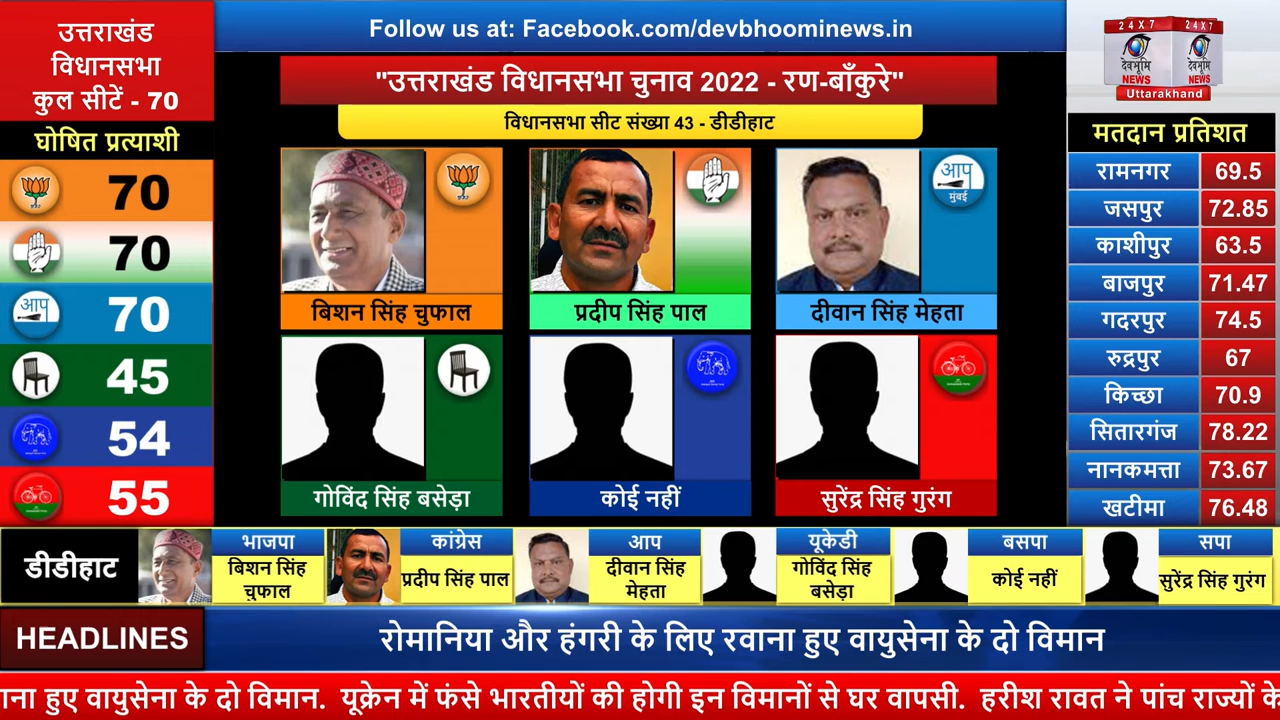 उत्तराखंड
विधानसभा
कुल सीटें - 70
घोषित प्रत्याशी
70
70
आप
70
45
54
55
Follow us at: Facebook.com/devbhoominews.in
"उत्तराखंड विधानसभा चुनाव 2022 - रण-बाँकुरे"
विधानसभा सीट संख्या 43 - डीडीहाट
आप
मुंबई
बिशन सिंह चुफाल
प्रदीप सिंह पाल
दीवान सिंह मेहता
गोविंद सिंह बसेड़ा
कोई नहीं
सुरेंद्र सिंह गुरंग
24X7 24X7
देवभूमि देवभूमि
NEWS NEWS
Uttarakhand
मतदान प्रतिशत
रामनगर 69.5
जसपुर 72.85
काशीपुर 63.5
बाजपुर 71.47
गदरपुर 74.5
रुद्रपुर 67
किच्छा 70.9
सितारगंज 78.22
नानकमत्ता 73.67
खटीमा 76.48
डीडीहाट
भाजपा
बिशन सिंह
चुफाल
कांग्रेस
प्रदीप सिंह पाल
आप
दीवान सिंह
मेहता
यूकेडी
गोविंद सिंह
बसेड़ा
बसपा
कोई नहीं
सपा
सुरेंद्र सिंह गुरंग
HEADLINES
रोमानिया और हंगरी के लिए रवाना हुए वायुसेना के दो विमान
ाना हुए वायुसेना के दो विमान. यूक्रेन में फंसे भारतीयों की होगी इन विमानों से घर वापसी. हरीश रावत ने पांच राज्यों के